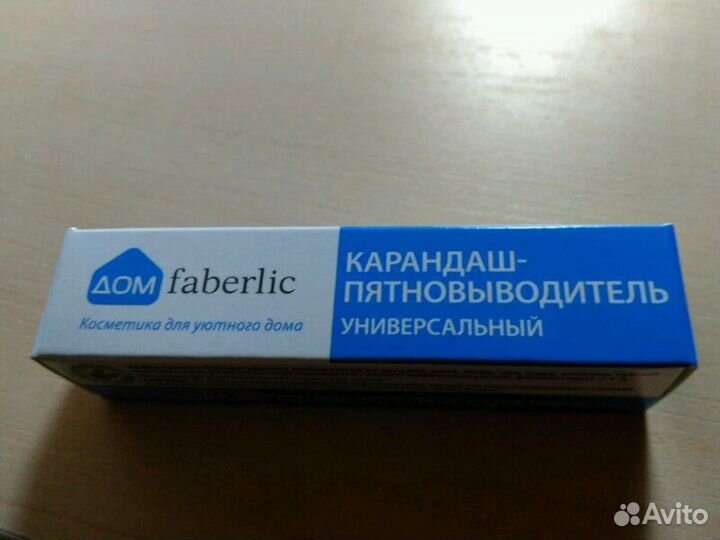 ДОМ faberlic
Косметика для уютного дома
КАРАНДАШ-
ПЯТНОВЫВОДИТЕЛЬ
УНИВЕРСАЛЬНЫЙ
Avito